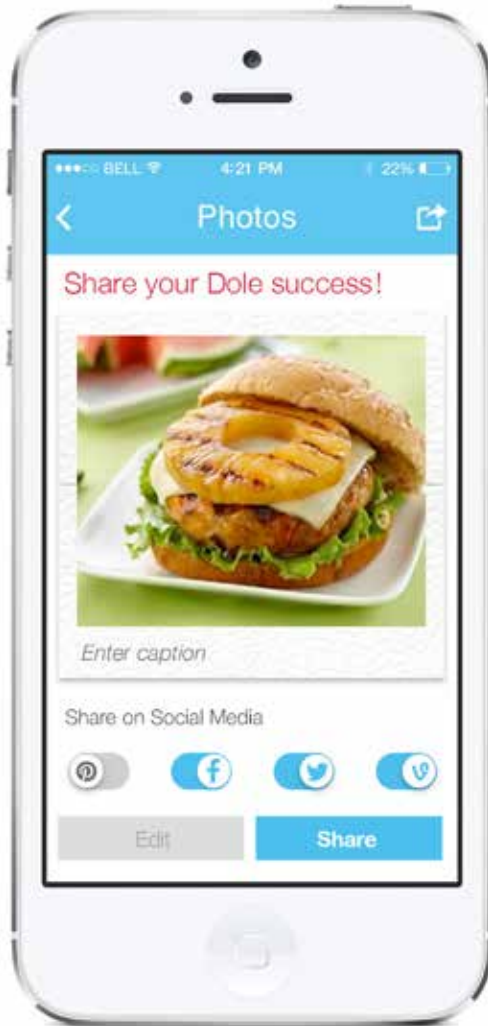 BELL 4:21 PM 22%
Photos
Share your Dole success!
Enter caption
Share on Social Media
Edit Share